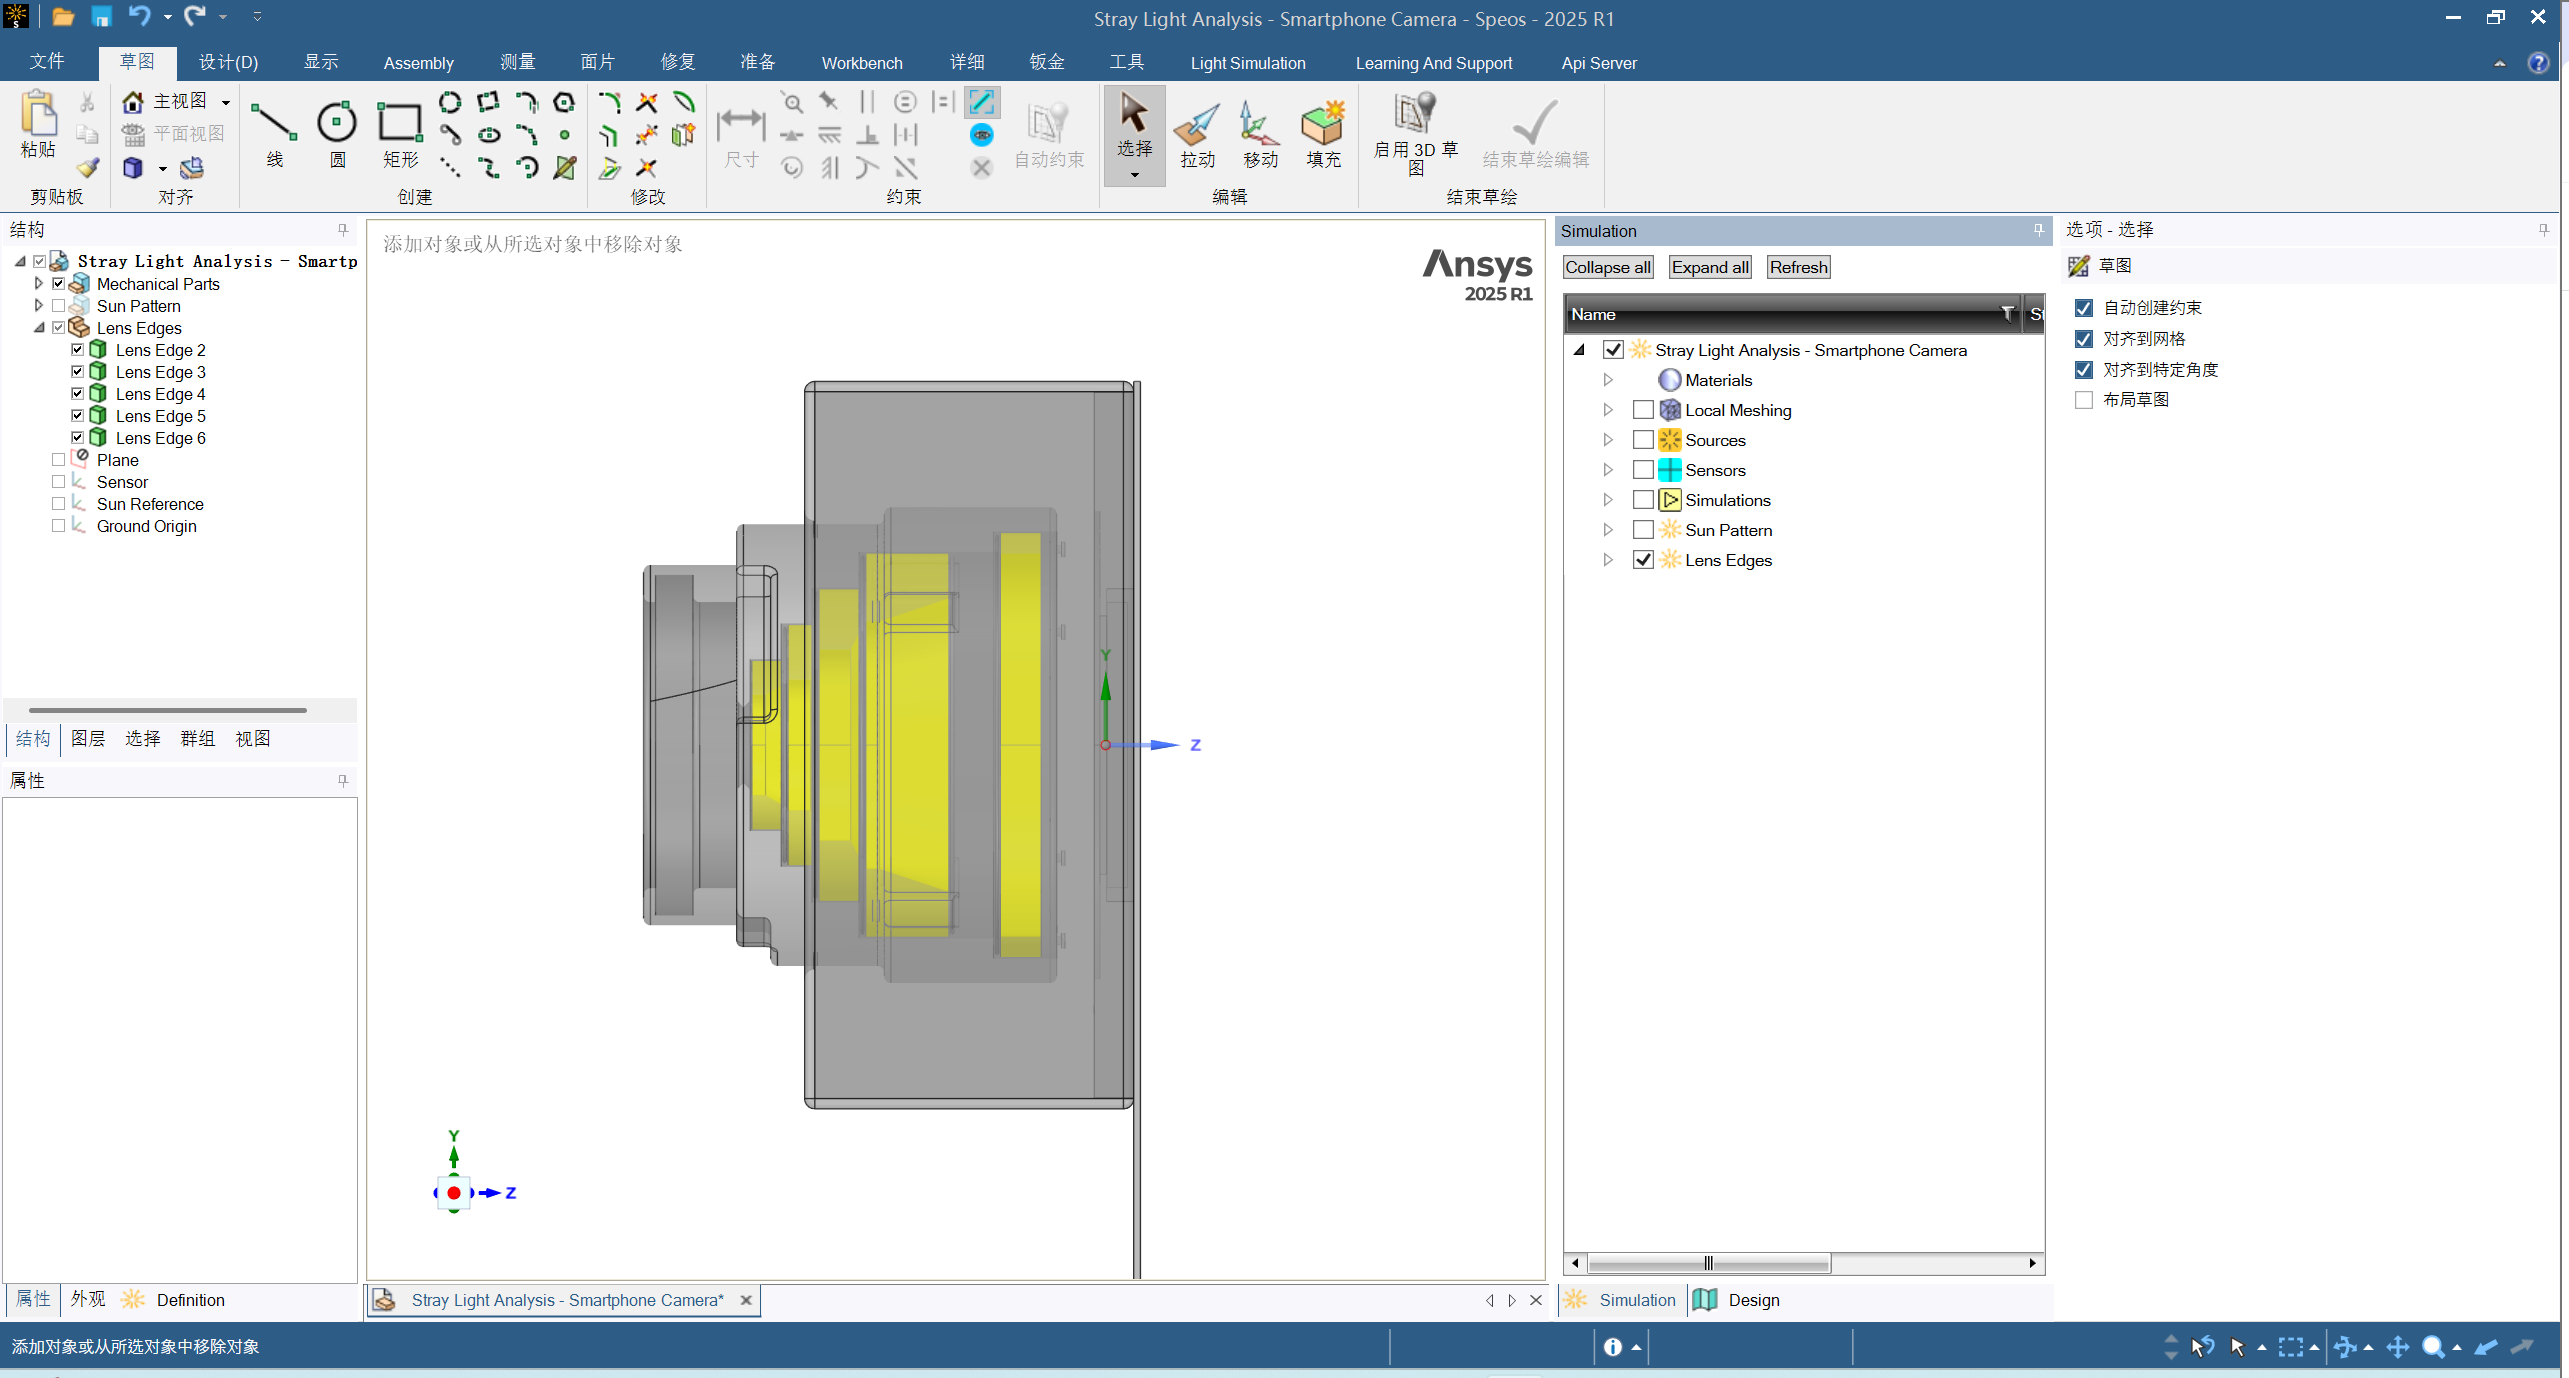 Stray Light Analysis - Smartphone Camera - Speos - 2025 R1
文件 草图 设计(D) 显示 Assembly 测量 面片 修复 准备 Workbench 详细 钣金 工具 Light Simulation Learning And Support Api Server
粘贴
剪贴板
主视图
平面视图
对齐
线 圆 矩形
创建
修改
尺寸
自动约束
约束
选择 拉动 移动 填充
编辑
启用 3D 草图
结束草绘编辑
结束草绘
结构
Stray Light Analysis - Smartp
Mechanical Parts
Sun Pattern
Lens Edges
Lens Edge 2
Lens Edge 3
Lens Edge 4
Lens Edge 5
Lens Edge 6
Plane
Sensor
Sun Reference
Ground Origin
结构 图层 选择 群组 视图
属性
属性 外观 Definition
添加对象或从所选对象中移除对象
Ansys
2025 R1
Y
Z
Y
Z
Stray Light Analysis - Smartphone Camera*
Simulation
Collapse all Expand all Refresh
Name St
Stray Light Analysis - Smartphone Camera
Materials
Local Meshing
Sources
Sensors
Simulations
Sun Pattern
Lens Edges
Simulation Design
选项 - 选择
草图
自动创建约束
对齐到网格
对齐到特定角度
布局草图
添加对象或从所选对象中移除对象